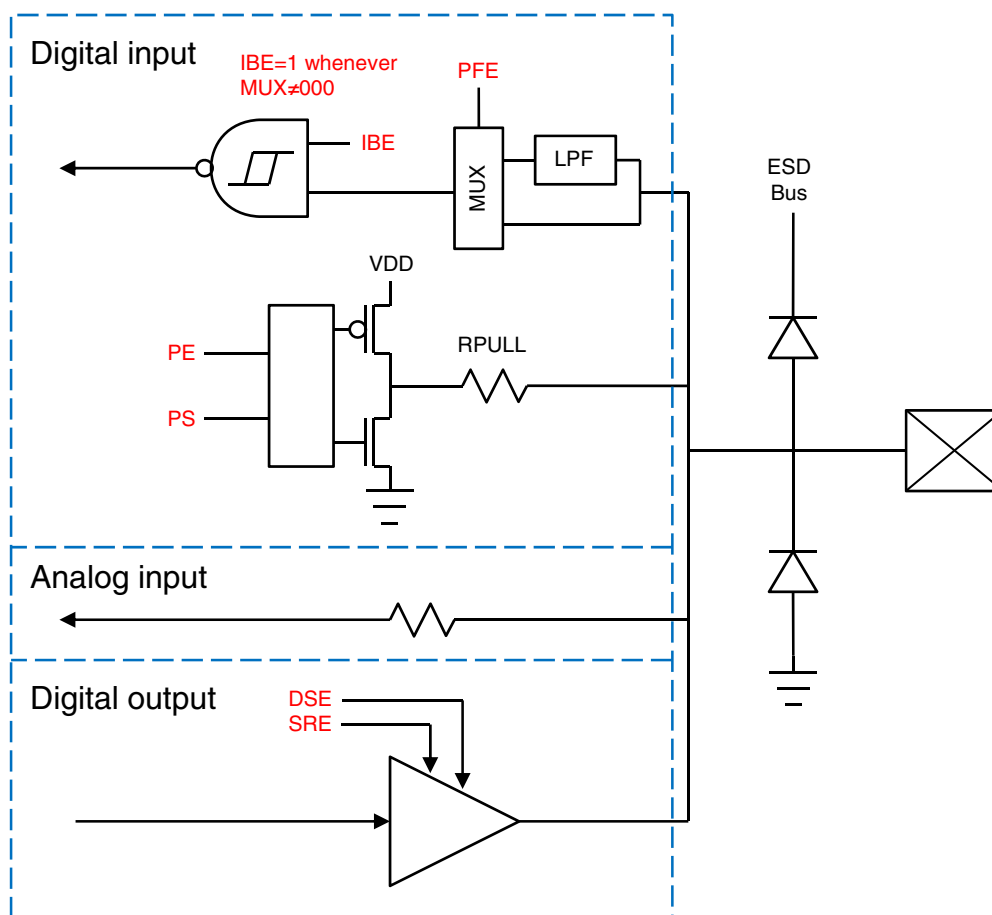 Digital input
IBE=1 whenever
MUX≠000
PFE
IBE
LPF
MUX
ESD
Bus
VDD
PE
RPULL
PS
Analog input
Digital output
DSE
SRE